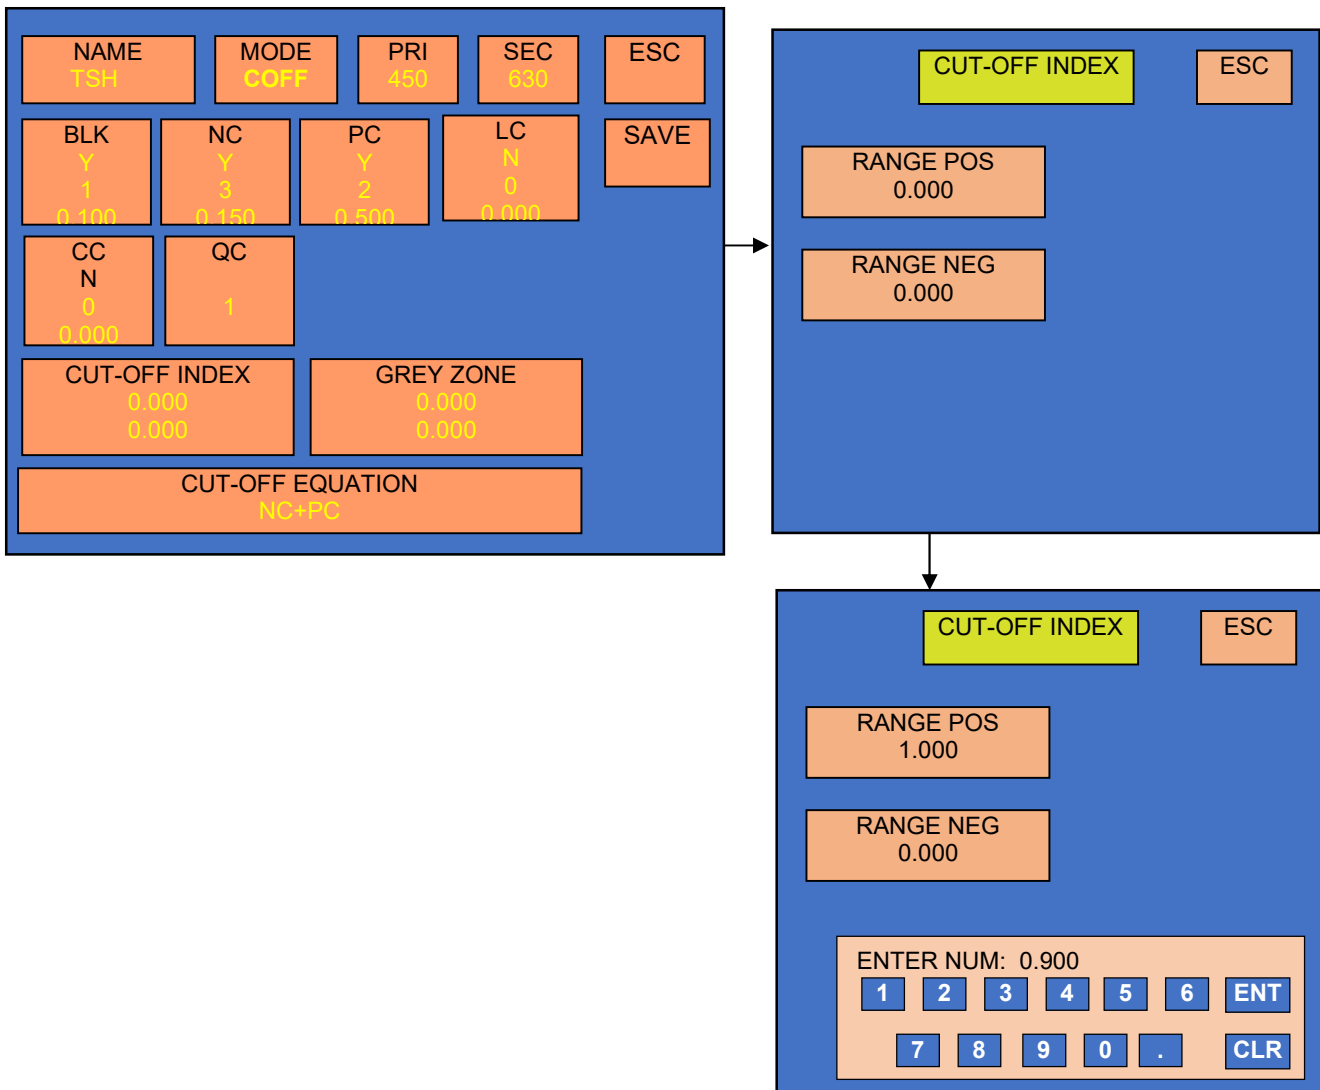 NAME
TSH
MODE
COFF
PRI
450
SEC
630
ESC
BLK
Y
1
0.100
NC
Y
3
0.150
PC
Y
2
0.500
LC
N
0
0.000
SAVE
CC
N
0
0.000
QC
1
CUT-OFF INDEX
0.000
0.000
GREY ZONE
0.000
0.000
CUT-OFF EQUATION
NC+PC
CUT-OFF INDEX
ESC
RANGE POS
0.000
RANGE NEG
0.000
CUT-OFF INDEX
ESC
RANGE POS
1.000
RANGE NEG
0.000
ENTER NUM: 0.900
1 2 3 4 5 6 ENT
7 8 9 0 . CLR